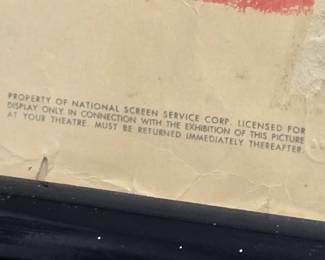 PROPERTY OF NATIONAL SCREEN SERVICE CORP. LICENSED FOR
DISPLAY ONLY IN CONNECTION WITH THE EXHIBITION OF THIS PICTURE
AT YOUR THEATRE. MUST BE RETURNED IMMEDIATELY THEREAFTER.